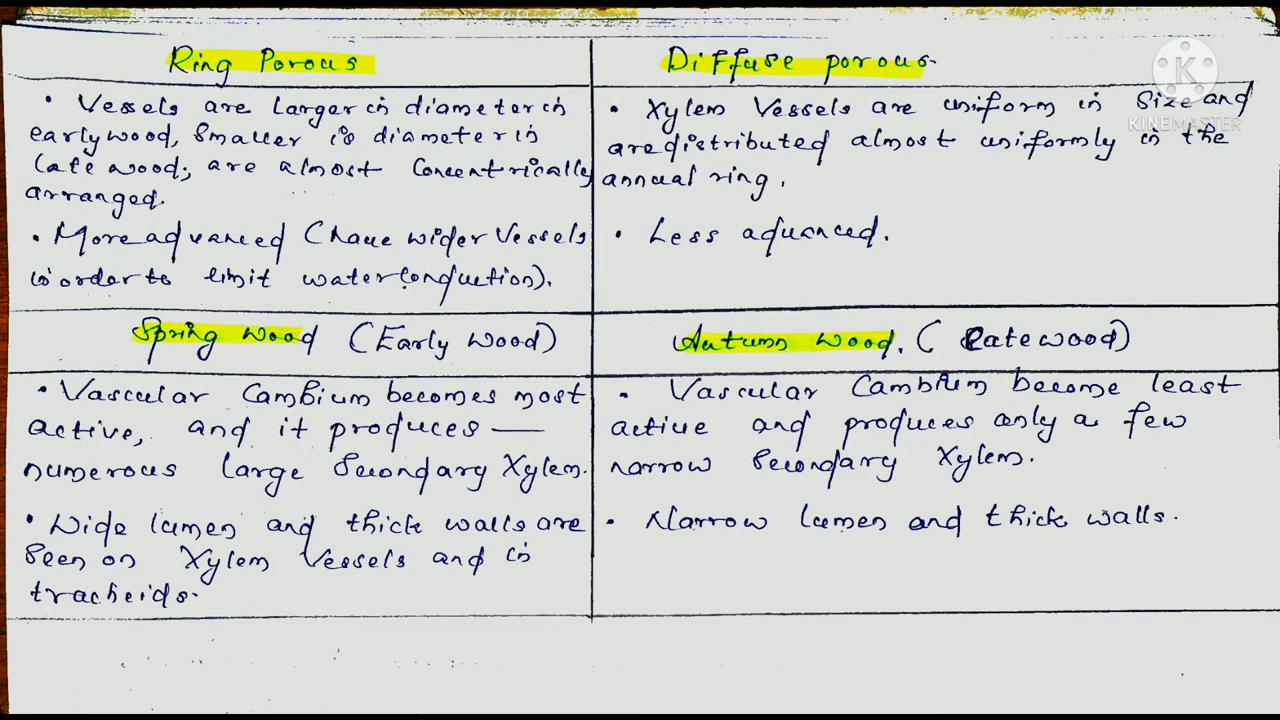 Ring Porous
• Vessels are larger in diameter in
earlywood, smaller is diameter in
late wood; are almost concentrically
arranged.
• More advanced (have wider vessels
in order to limit water conduction).
Diffuse porous.
• Xylem vessels are uniform in size and
are distributed almost uniformly in the
annual ring.
• Less advanced.
K
KINEMASTER
Spring wood (Early wood)
• Vascular Cambium becomes most
active, and it produces —
numerous large secondary xylem.
• Wide lumen and thick walls are
seen on xylem vessels and in
tracheids.
Autumn wood. (Latewood)
• Vascular Cambium become least
active and produces only a few
narrow secondary xylem.
• Narrow lumen and thick walls.